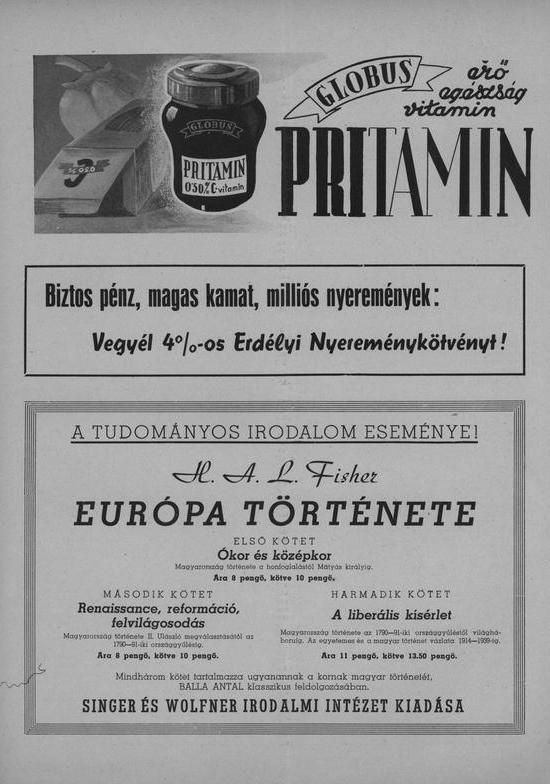 GLOBUS
erő
egészség
vitamin
PRITAMIN
GLOBUS
PRITAMIN
0'50,% C-vitamin
Biztos pénz, magas kamat, milliós nyeremények:
Vegyél 4%-os Erdélyi Nyereménykötvényt!
A TUDOMÁNYOS IRODALOM ESEMÉNYEI
H. A. L. Fisher
EURÓPA TÖRTÉNETE
ELSŐ KÖTET
Ókor és középkor
Magyarország története a honfoglalástól Mátyás királyig.
Ára 8 pengő, kötve 10 pengő.
MÁSODIK KÖTET
Renaissance, reformáció,
felvilágosodás
Magyarország története II. Ulászló megválasztásától az
1790—91-iki országgyűlésig.
Ára 8 pengő, kötve 10 pengő.
HARMADIK KÖTET
A liberális kísérlet
Magyarország története az 1790—91-iki országgyűléstől világhá-
borúig. Az egyetemes és a magyar történet vázlata 1914—1939-ig.
Ára 11 pengő, kötve 13.50 pengő.
Mindhárom kötet tartalmazza ugyanannak a kornak magyar történetét,
BALLA ANTAL klasszikus feldolgozásában.
SINGER ÉS WOLFNER IRODALMI INTÉZET KIADÁSA